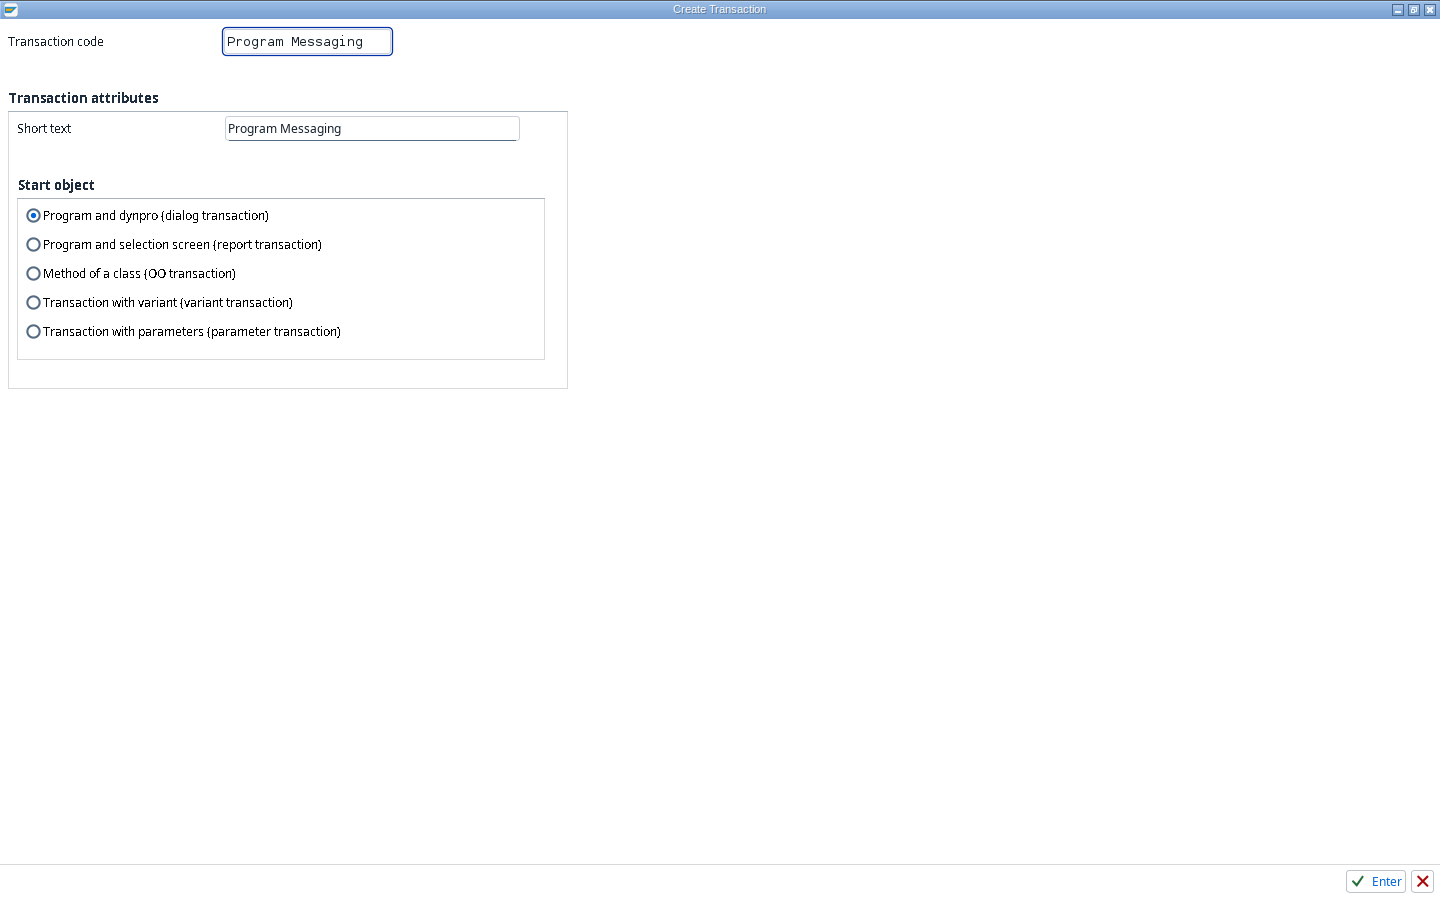 Create Transaction
Transaction code
Program Messaging
Transaction attributes
Short text
Program Messaging
Start object
Program and dynpro (dialog transaction)
Program and selection screen (report transaction)
Method of a class (OO transaction)
Transaction with variant (variant transaction)
Transaction with parameters (parameter transaction)
Enter